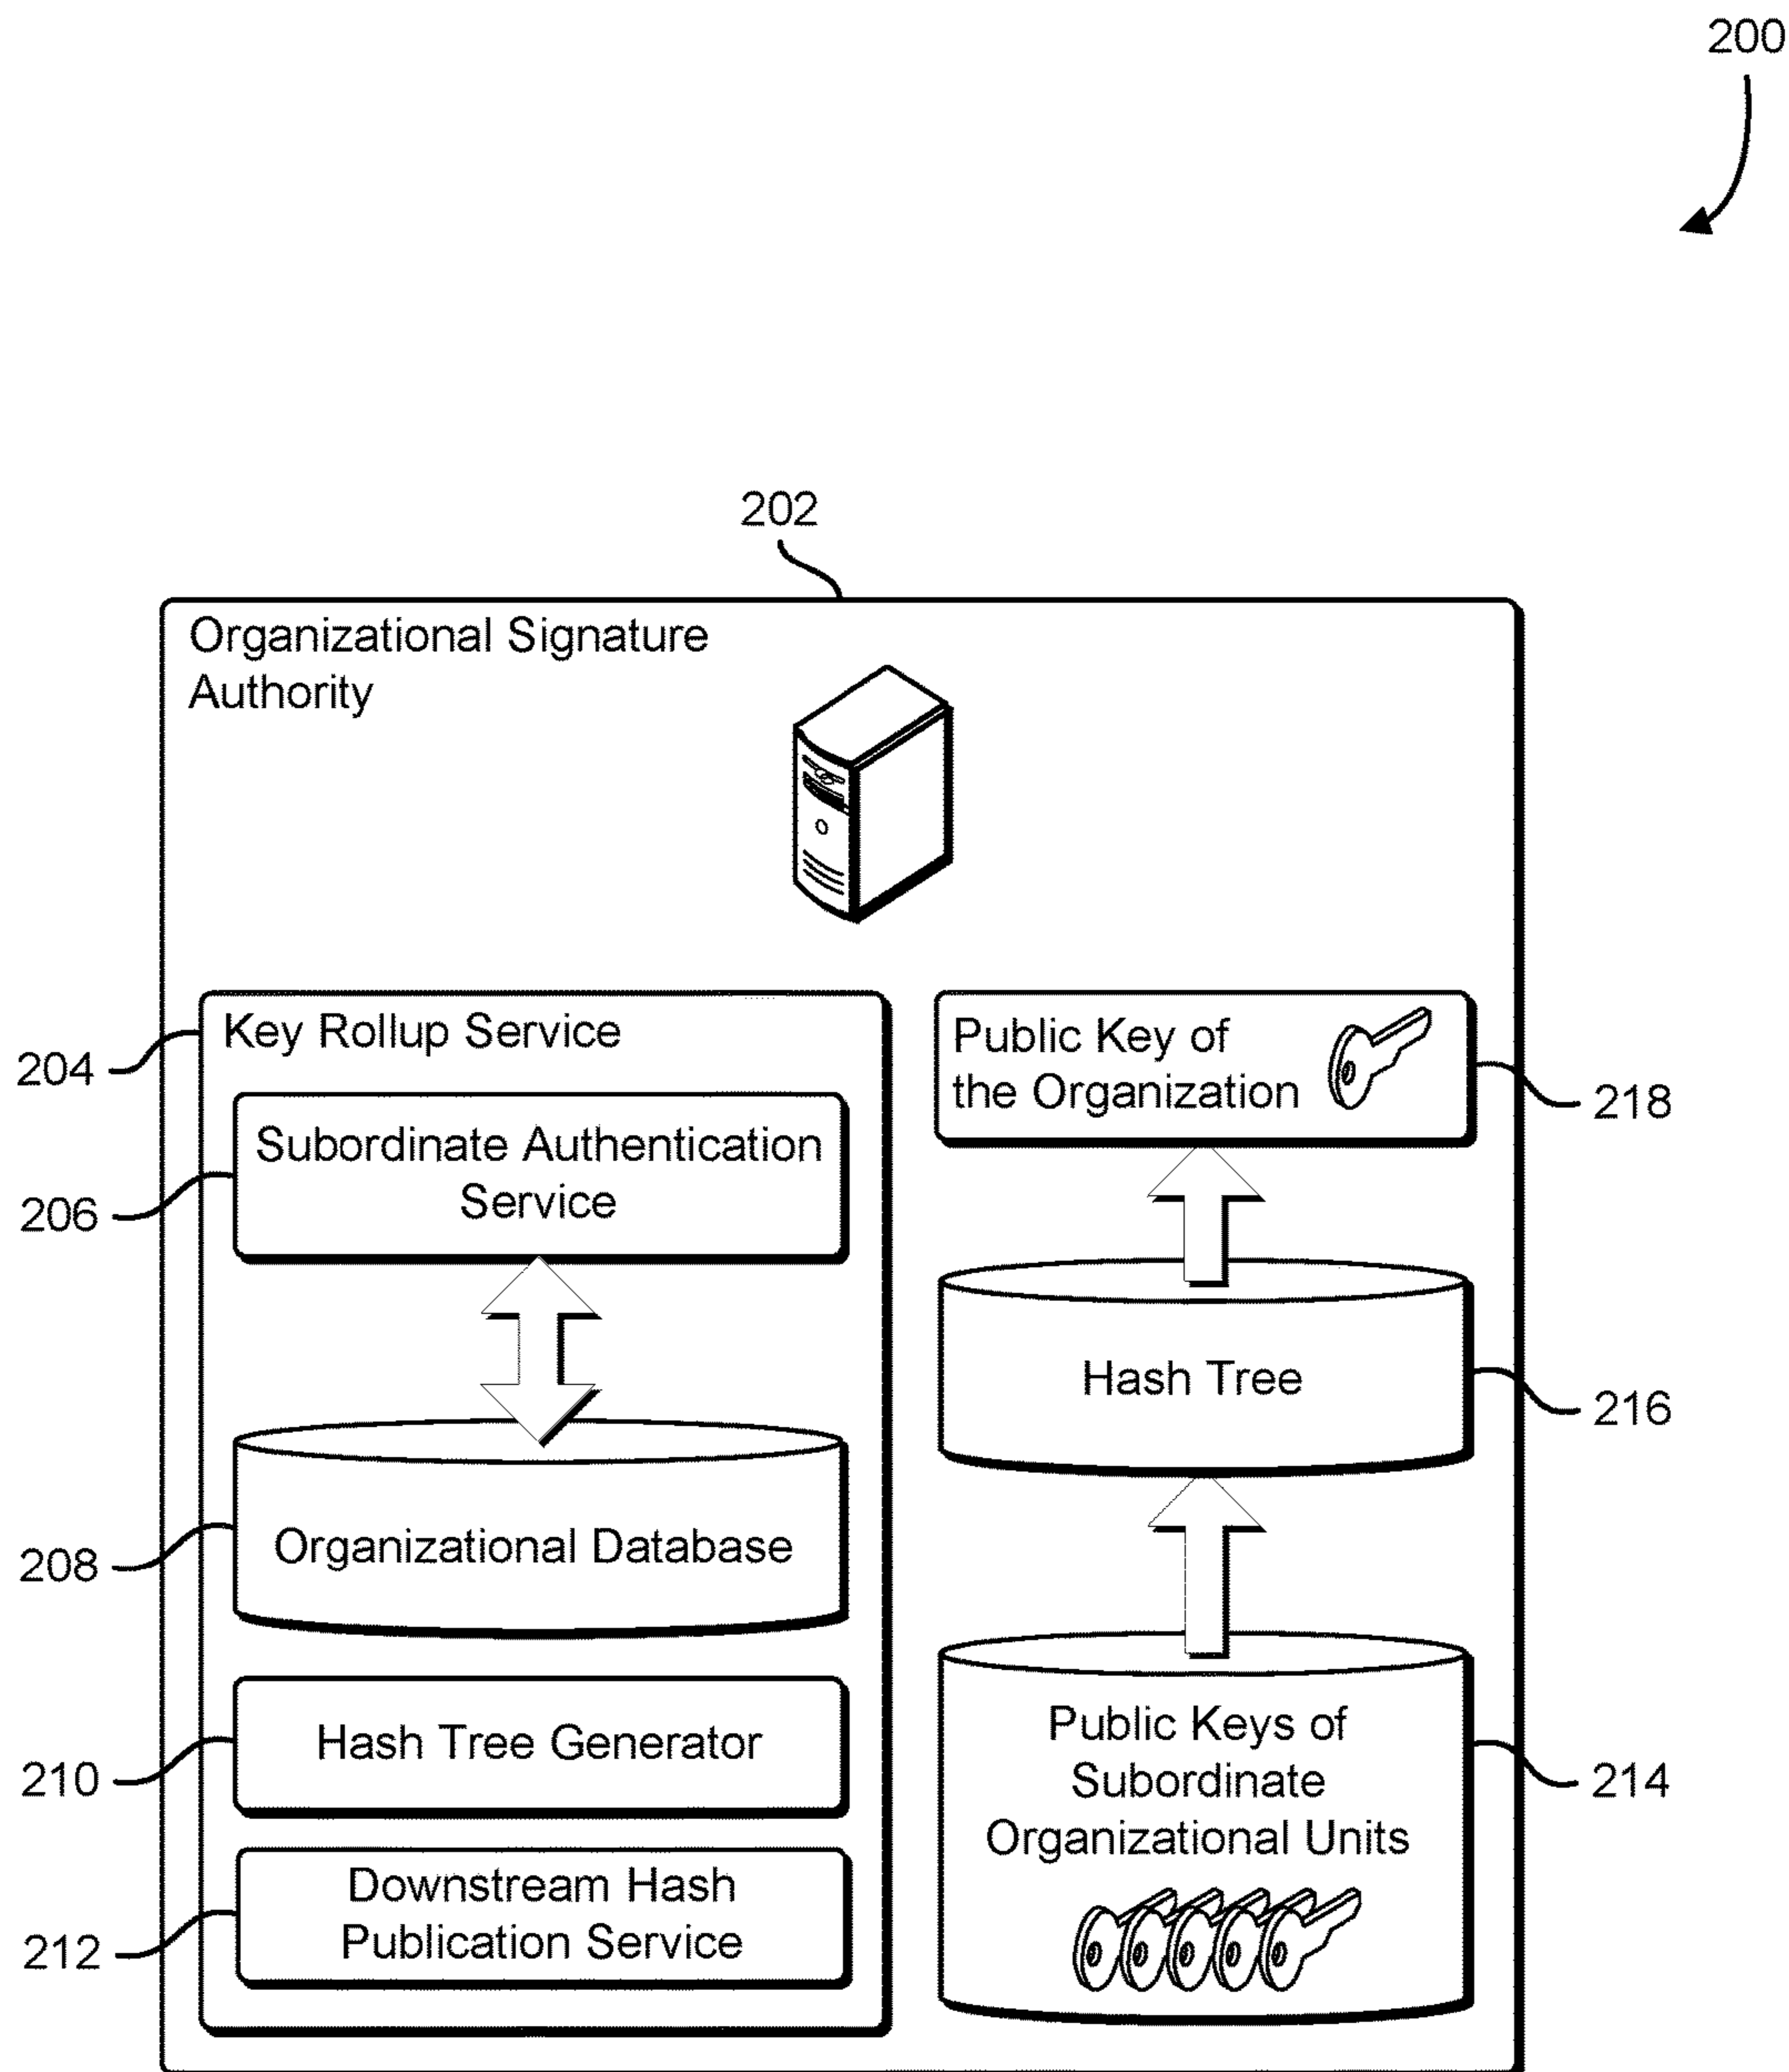 200
202
Organizational Signature
Authority
204
Key Rollup Service
206
Subordinate Authentication
Service
208
Organizational Database
210
Hash Tree Generator
212
Downstream Hash
Publication Service
Public Key of
the Organization
218
Hash Tree
216
Public Keys of
Subordinate
Organizational Units
214